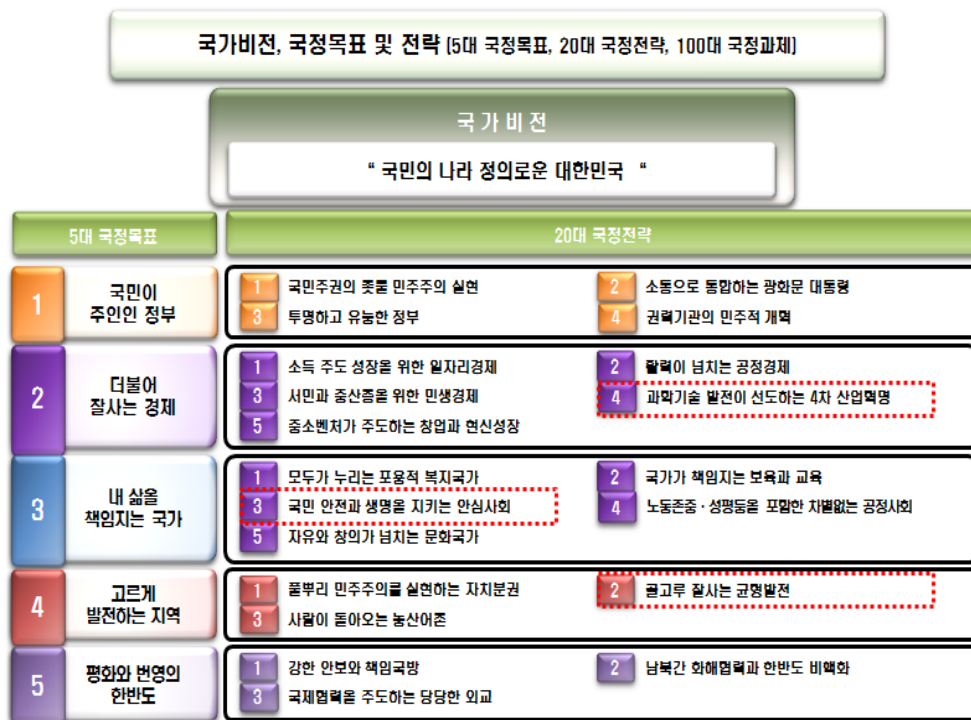 국가비전, 국정목표 및 전략 (5대 국정목표, 20대 국정전략, 100대 국정과제)
국 가 비 전
“ 국민의 나라 정의로운 대한민국 “
5대 국정목표
20대 국정전략
1
국민이
주인인 정부
1 국민주권의 촛불 민주주의 실현
2 소통으로 통합하는 광화문 대통령
3 투명하고 유능한 정부
4 권력기관의 민주적 개혁
2
더불어
잘사는 경제
1 소득 주도 성장을 위한 일자리경제
2 활력이 넘치는 공정경제
3 서민과 중산층을 위한 민생경제
4 과학기술 발전이 선도하는 4차 산업혁명
5 중소벤처가 주도하는 창업과 혁신성장
3
내 삶을
책임지는 국가
1 모두가 누리는 포용적 복지국가
2 국가가 책임지는 보육과 교육
3 국민 안전과 생명을 지키는 안심사회
4 노동존중·성평등을 포함한 차별없는 공정사회
5 자유와 창의가 넘치는 문화국가
4
고르게
발전하는 지역
1 풀뿌리 민주주의를 실현하는 자치분권
2 골고루 잘사는 균형발전
3 사람이 돌아오는 농산어촌
5
평화와 번영의
한반도
1 강한 안보와 책임국방
2 남북간 화해협력과 한반도 비핵화
3 국제협력을 주도하는 당당한 외교